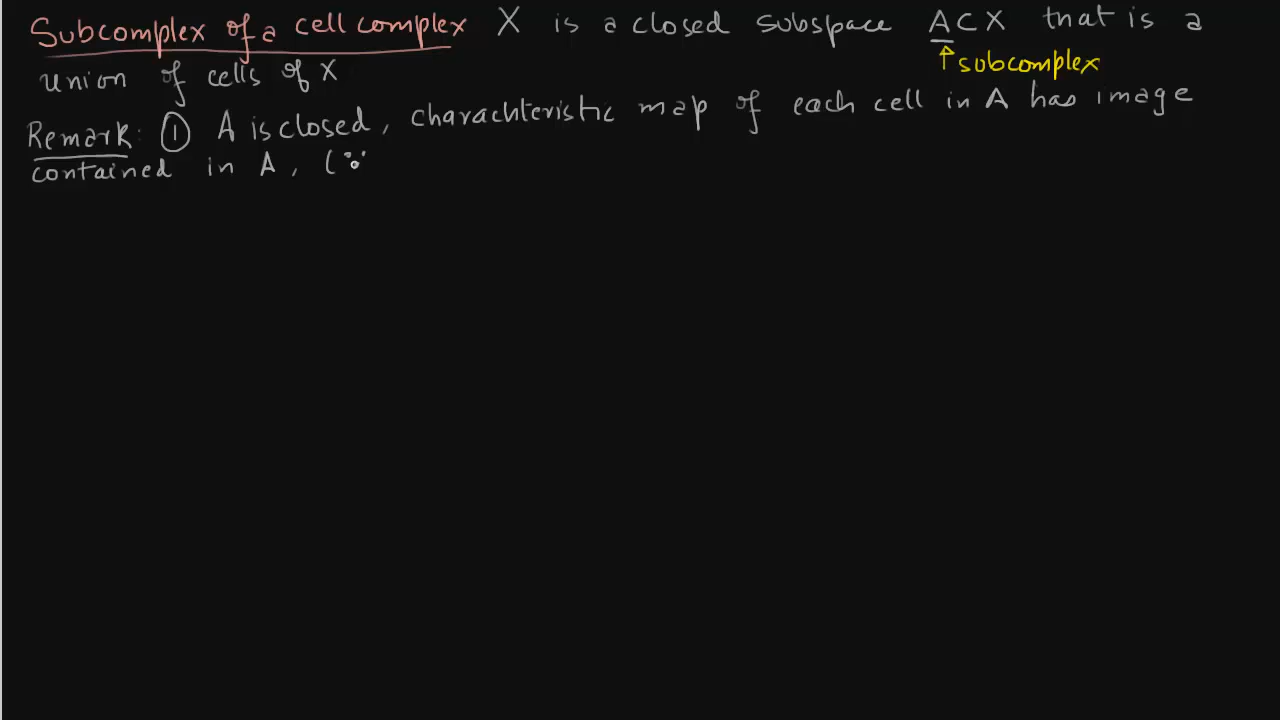 Subcomplex of a cell complex X is a closed subspace A ⊂ X that is a
↑ subcomplex
union of cells of X
Remark: ① A is closed, charachteristic map of each cell in A has image
contained in A, (∵